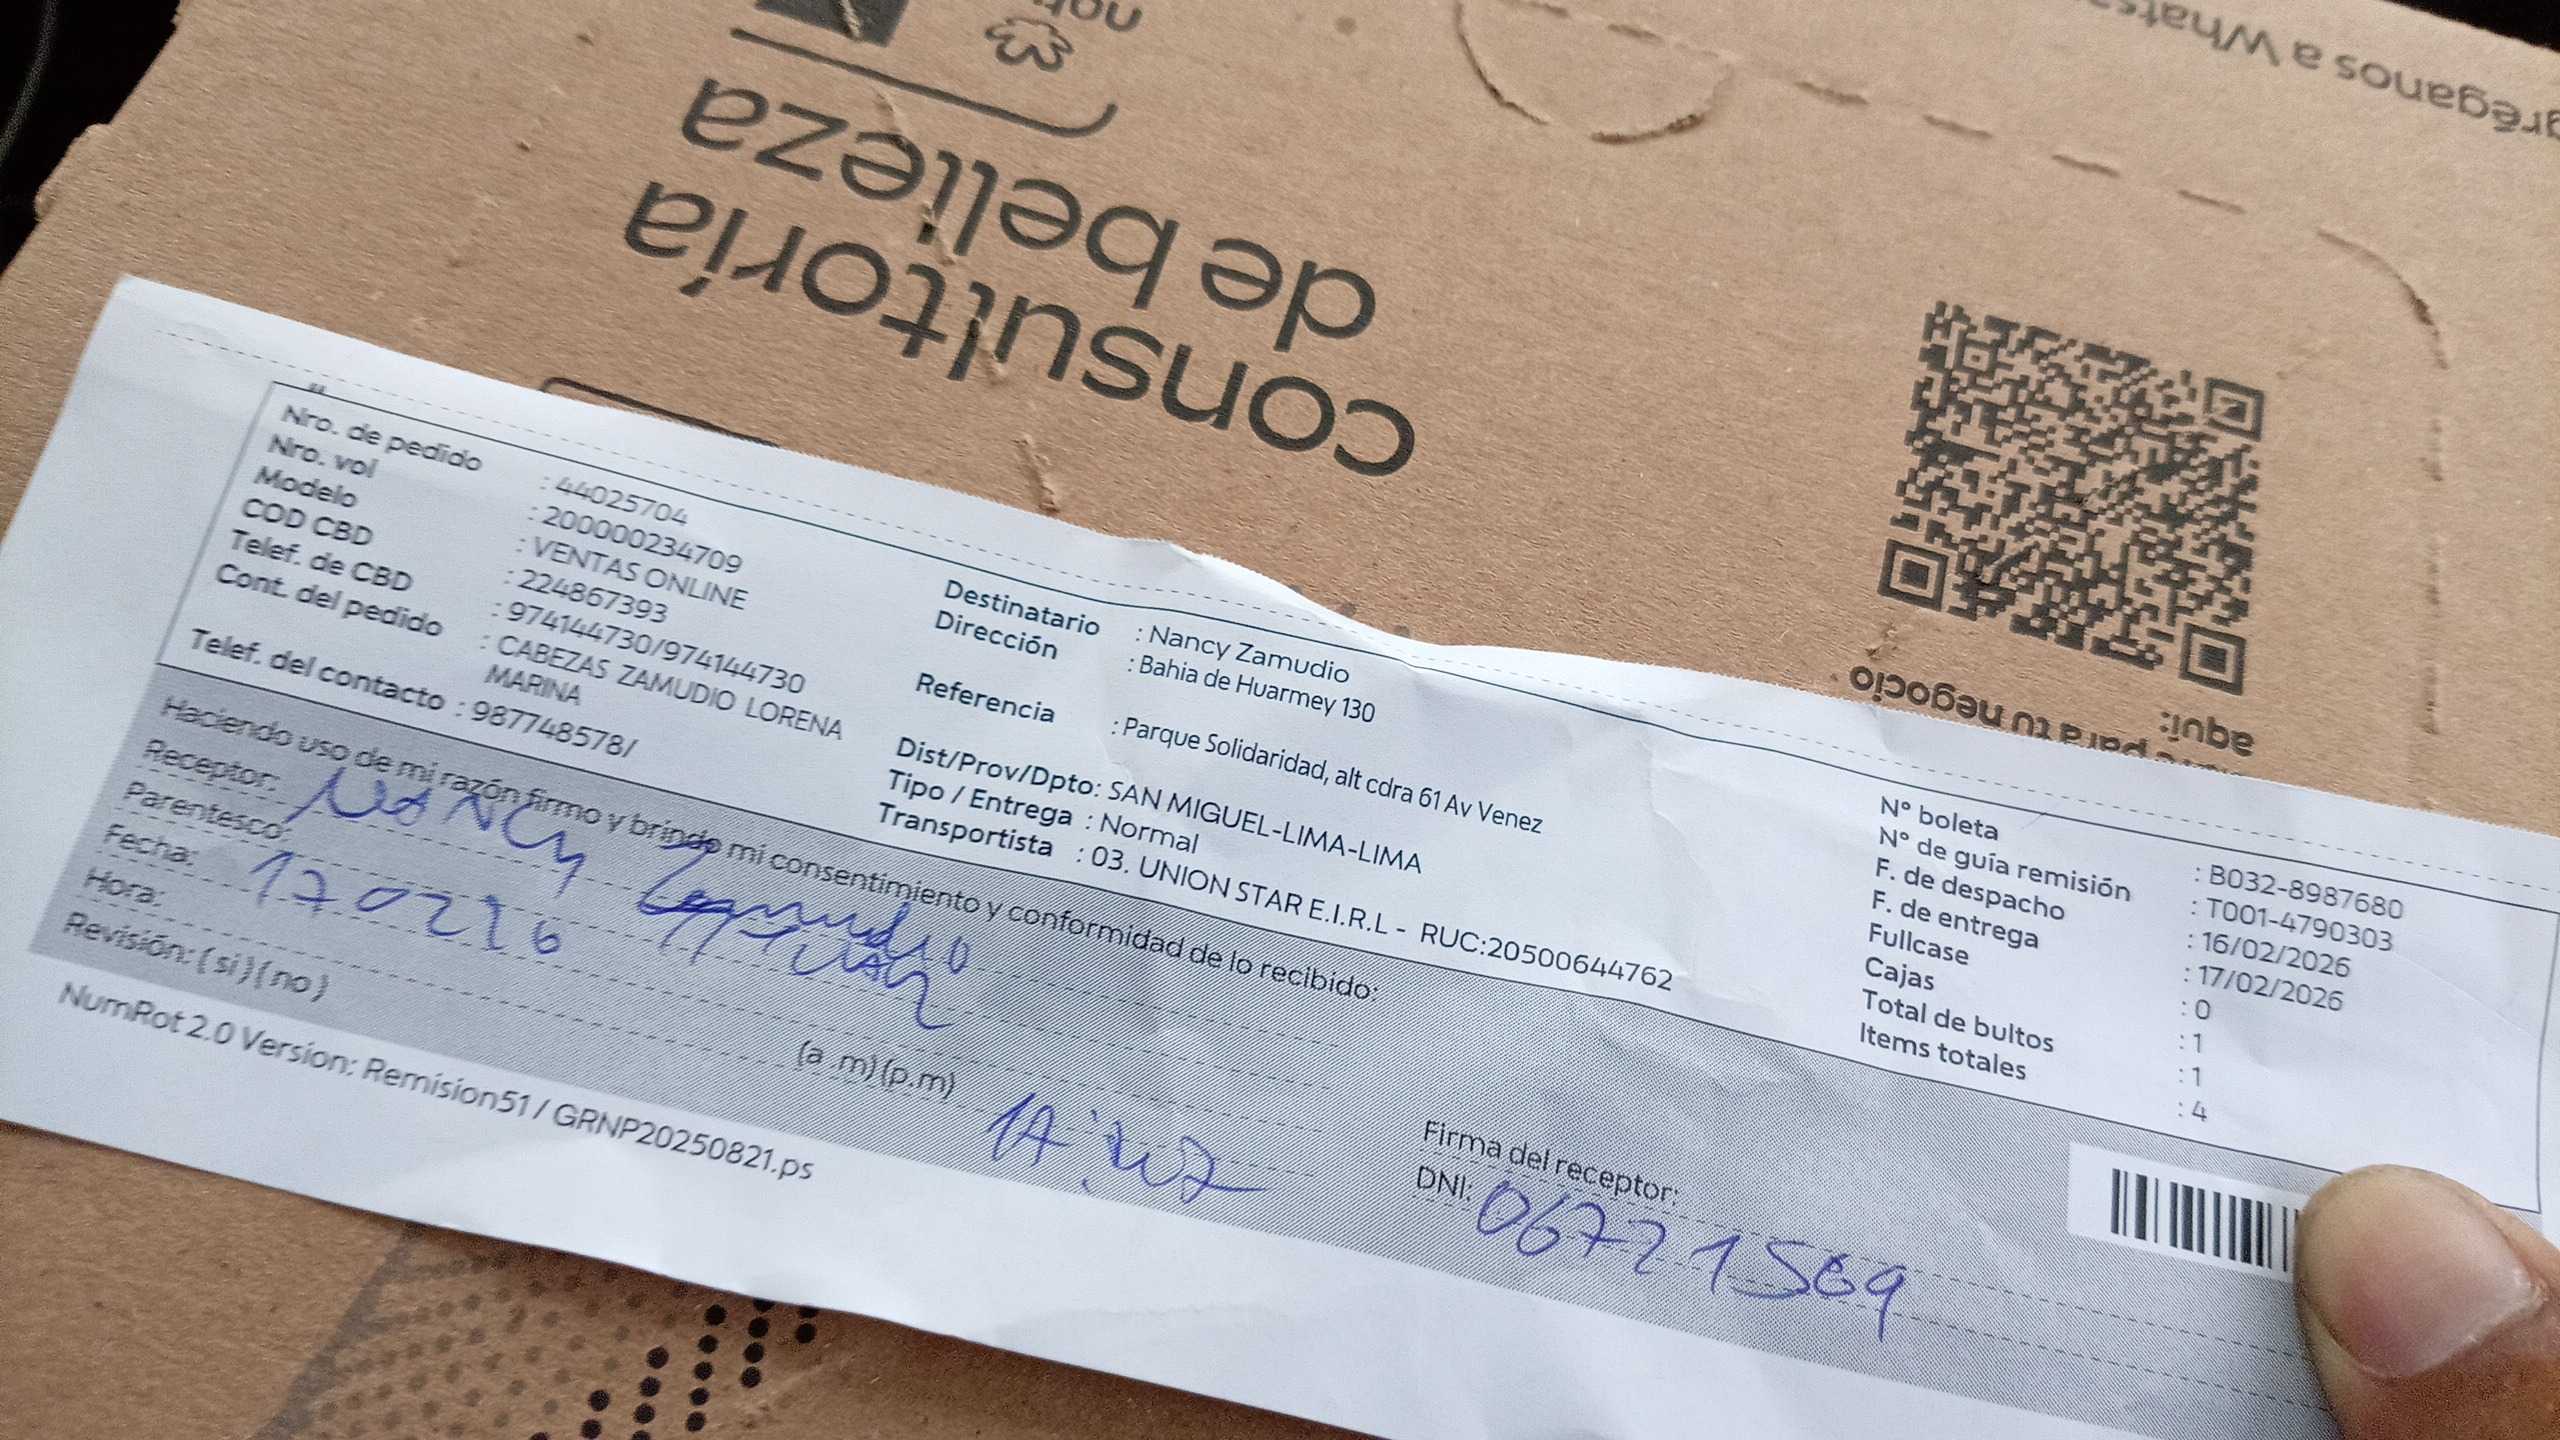 Agréganos a Whatsa
consultoría
de belleza
para tu negocio
aquí:
Nro. de pedido : 44025704
Nro. vol : 200000234709
Modelo : VENTAS ONLINE
COD CBD : 224867393
Telef. de CBD : 974144730/974144730
Cont. del pedido : CABEZAS ZAMUDIO LORENA
MARINA
Telef. del contacto : 987748578/
Destinatario : Nancy Zamudio
Dirección : Bahia de Huarmey 130
Referencia : Parque Solidaridad, alt cdra 61 Av Venez
Dist/Prov/Dpto: SAN MIGUEL-LIMA-LIMA
Tipo / Entrega : Normal
Transportista : 03. UNION STAR E.I.R.L - RUC:20500644762
N° boleta : B032-8987680
N° de guía remisión : T001-4790303
F. de despacho : 16/02/2026
F. de entrega : 17/02/2026
Fullcase : 0
Cajas : 1
Total de bultos : 1
Items totales : 4
Haciendo uso de mi razón firmo y brindo mi consentimiento y conformidad de lo recibido:
Receptor: Nancy Zamudio
Parentesco: Titular
Fecha: 170226
Hora: (a .m)(p.m)
Revisión: (si)(no)
Firma del receptor:
DNI: 06721569
NumRot 2.0 Version: Remision51 / GRNP20250821.ps